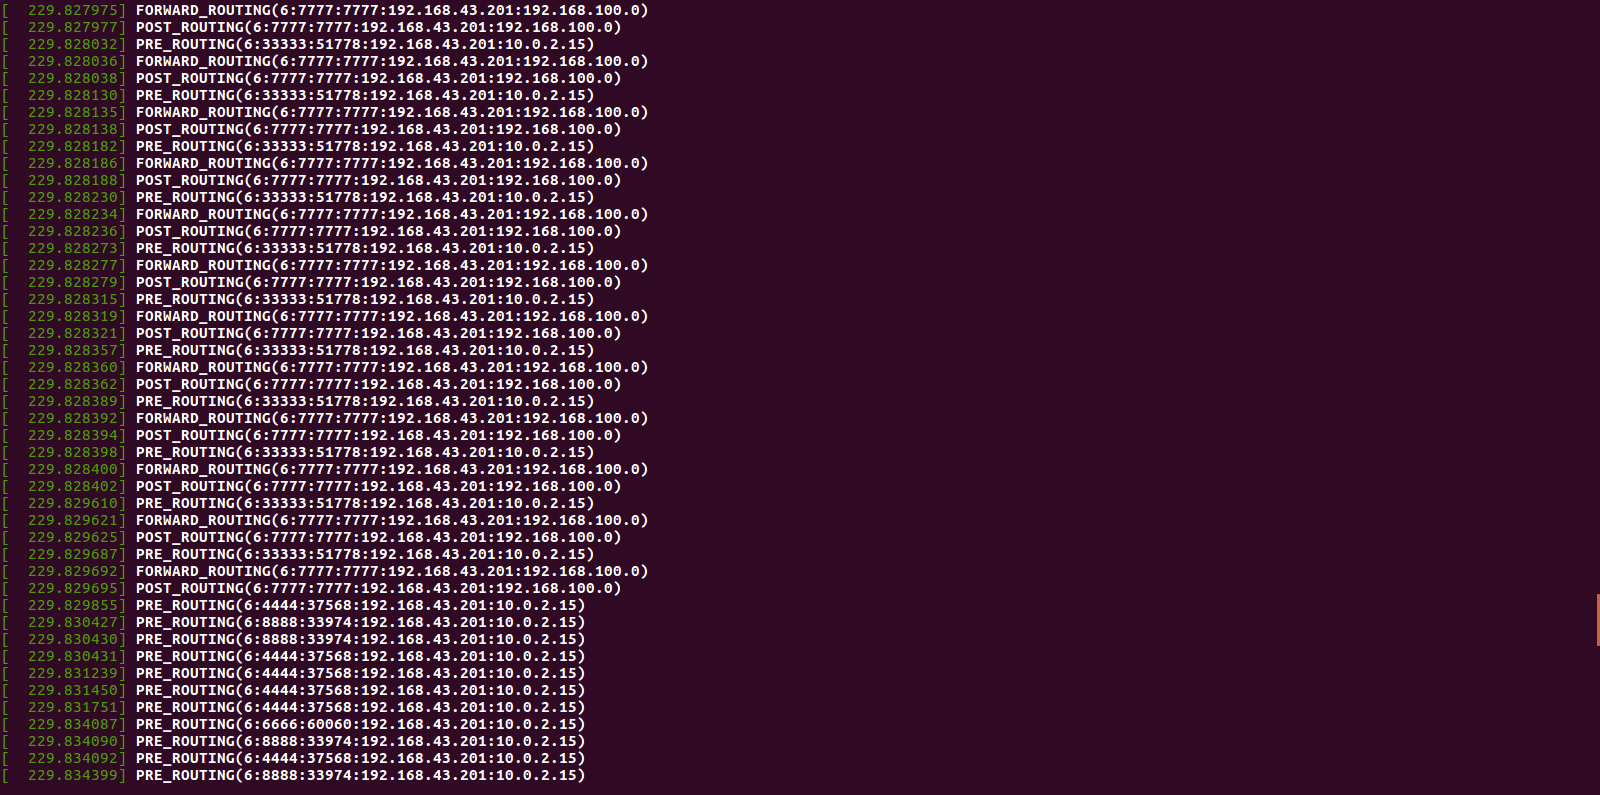 [  229.827975] FORWARD_ROUTING(6:7777:7777:192.168.43.201:192.168.100.0)
[  229.827977] POST_ROUTING(6:7777:7777:192.168.43.201:192.168.100.0)
[  229.828032] PRE_ROUTING(6:33333:51778:192.168.43.201:10.0.2.15)
[  229.828036] FORWARD_ROUTING(6:7777:7777:192.168.43.201:192.168.100.0)
[  229.828038] POST_ROUTING(6:7777:7777:192.168.43.201:192.168.100.0)
[  229.828130] PRE_ROUTING(6:33333:51778:192.168.43.201:10.0.2.15)
[  229.828135] FORWARD_ROUTING(6:7777:7777:192.168.43.201:192.168.100.0)
[  229.828138] POST_ROUTING(6:7777:7777:192.168.43.201:192.168.100.0)
[  229.828182] PRE_ROUTING(6:33333:51778:192.168.43.201:10.0.2.15)
[  229.828186] FORWARD_ROUTING(6:7777:7777:192.168.43.201:192.168.100.0)
[  229.828188] POST_ROUTING(6:7777:7777:192.168.43.201:192.168.100.0)
[  229.828230] PRE_ROUTING(6:33333:51778:192.168.43.201:10.0.2.15)
[  229.828234] FORWARD_ROUTING(6:7777:7777:192.168.43.201:192.168.100.0)
[  229.828236] POST_ROUTING(6:7777:7777:192.168.43.201:192.168.100.0)
[  229.828273] PRE_ROUTING(6:33333:51778:192.168.43.201:10.0.2.15)
[  229.828277] FORWARD_ROUTING(6:7777:7777:192.168.43.201:192.168.100.0)
[  229.828279] POST_ROUTING(6:7777:7777:192.168.43.201:192.168.100.0)
[  229.828315] PRE_ROUTING(6:33333:51778:192.168.43.201:10.0.2.15)
[  229.828319] FORWARD_ROUTING(6:7777:7777:192.168.43.201:192.168.100.0)
[  229.828321] POST_ROUTING(6:7777:7777:192.168.43.201:192.168.100.0)
[  229.828357] PRE_ROUTING(6:33333:51778:192.168.43.201:10.0.2.15)
[  229.828360] FORWARD_ROUTING(6:7777:7777:192.168.43.201:192.168.100.0)
[  229.828362] POST_ROUTING(6:7777:7777:192.168.43.201:192.168.100.0)
[  229.828389] PRE_ROUTING(6:33333:51778:192.168.43.201:10.0.2.15)
[  229.828392] FORWARD_ROUTING(6:7777:7777:192.168.43.201:192.168.100.0)
[  229.828394] POST_ROUTING(6:7777:7777:192.168.43.201:192.168.100.0)
[  229.828398] PRE_ROUTING(6:33333:51778:192.168.43.201:10.0.2.15)
[  229.828400] FORWARD_ROUTING(6:7777:7777:192.168.43.201:192.168.100.0)
[  229.828402] POST_ROUTING(6:7777:7777:192.168.43.201:192.168.100.0)
[  229.829610] PRE_ROUTING(6:33333:51778:192.168.43.201:10.0.2.15)
[  229.829621] FORWARD_ROUTING(6:7777:7777:192.168.43.201:192.168.100.0)
[  229.829625] POST_ROUTING(6:7777:7777:192.168.43.201:192.168.100.0)
[  229.829687] PRE_ROUTING(6:33333:51778:192.168.43.201:10.0.2.15)
[  229.829692] FORWARD_ROUTING(6:7777:7777:192.168.43.201:192.168.100.0)
[  229.829695] POST_ROUTING(6:7777:7777:192.168.43.201:192.168.100.0)
[  229.829855] PRE_ROUTING(6:4444:37568:192.168.43.201:10.0.2.15)
[  229.830427] PRE_ROUTING(6:8888:33974:192.168.43.201:10.0.2.15)
[  229.830430] PRE_ROUTING(6:8888:33974:192.168.43.201:10.0.2.15)
[  229.830431] PRE_ROUTING(6:4444:37568:192.168.43.201:10.0.2.15)
[  229.831239] PRE_ROUTING(6:4444:37568:192.168.43.201:10.0.2.15)
[  229.831450] PRE_ROUTING(6:4444:37568:192.168.43.201:10.0.2.15)
[  229.831751] PRE_ROUTING(6:4444:37568:192.168.43.201:10.0.2.15)
[  229.834087] PRE_ROUTING(6:6666:60060:192.168.43.201:10.0.2.15)
[  229.834090] PRE_ROUTING(6:8888:33974:192.168.43.201:10.0.2.15)
[  229.834092] PRE_ROUTING(6:4444:37568:192.168.43.201:10.0.2.15)
[  229.834399] PRE_ROUTING(6:8888:33974:192.168.43.201:10.0.2.15)